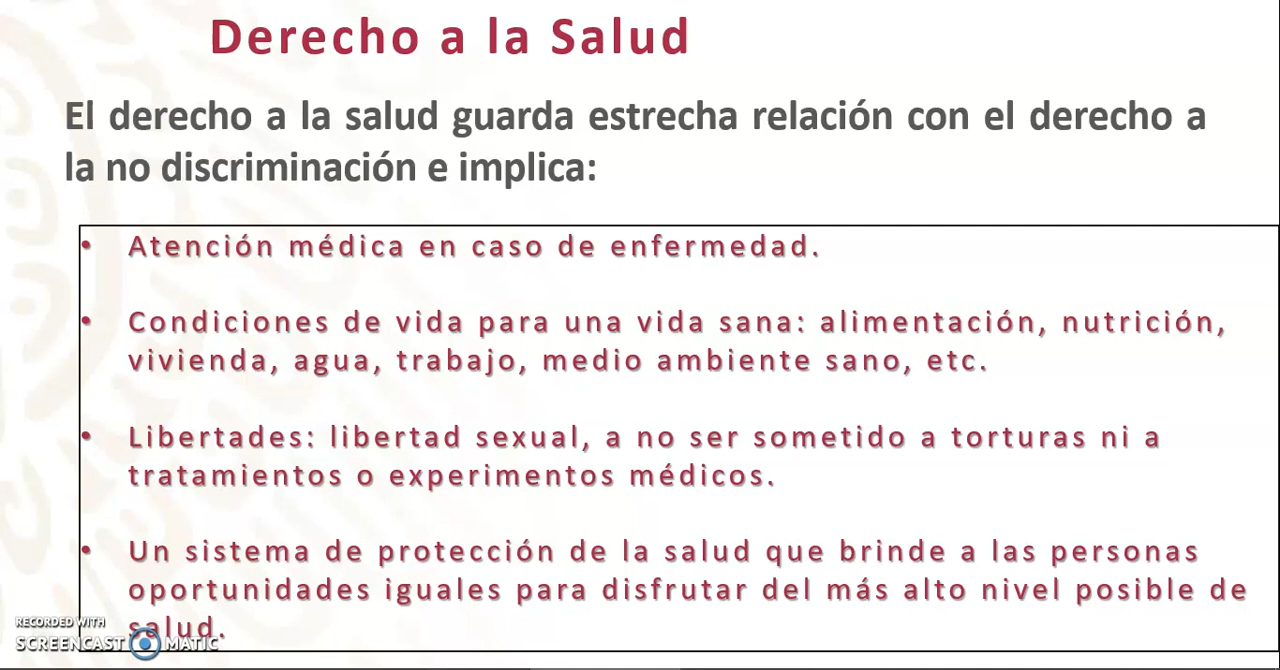 Derecho a la Salud
El derecho a la salud guarda estrecha relación con el derecho a
la no discriminación e implica:
• Atención médica en caso de enfermedad.
• Condiciones de vida para una vida sana: alimentación, nutrición,
vivienda, agua, trabajo, medio ambiente sano, etc.
• Libertades: libertad sexual, a no ser sometido a torturas ni a
tratamientos o experimentos médicos.
• Un sistema de protección de la salud que brinde a las personas
oportunidades iguales para disfrutar del más alto nivel posible de
salud.
RECORDED WITH
SCREENCAST MATIC